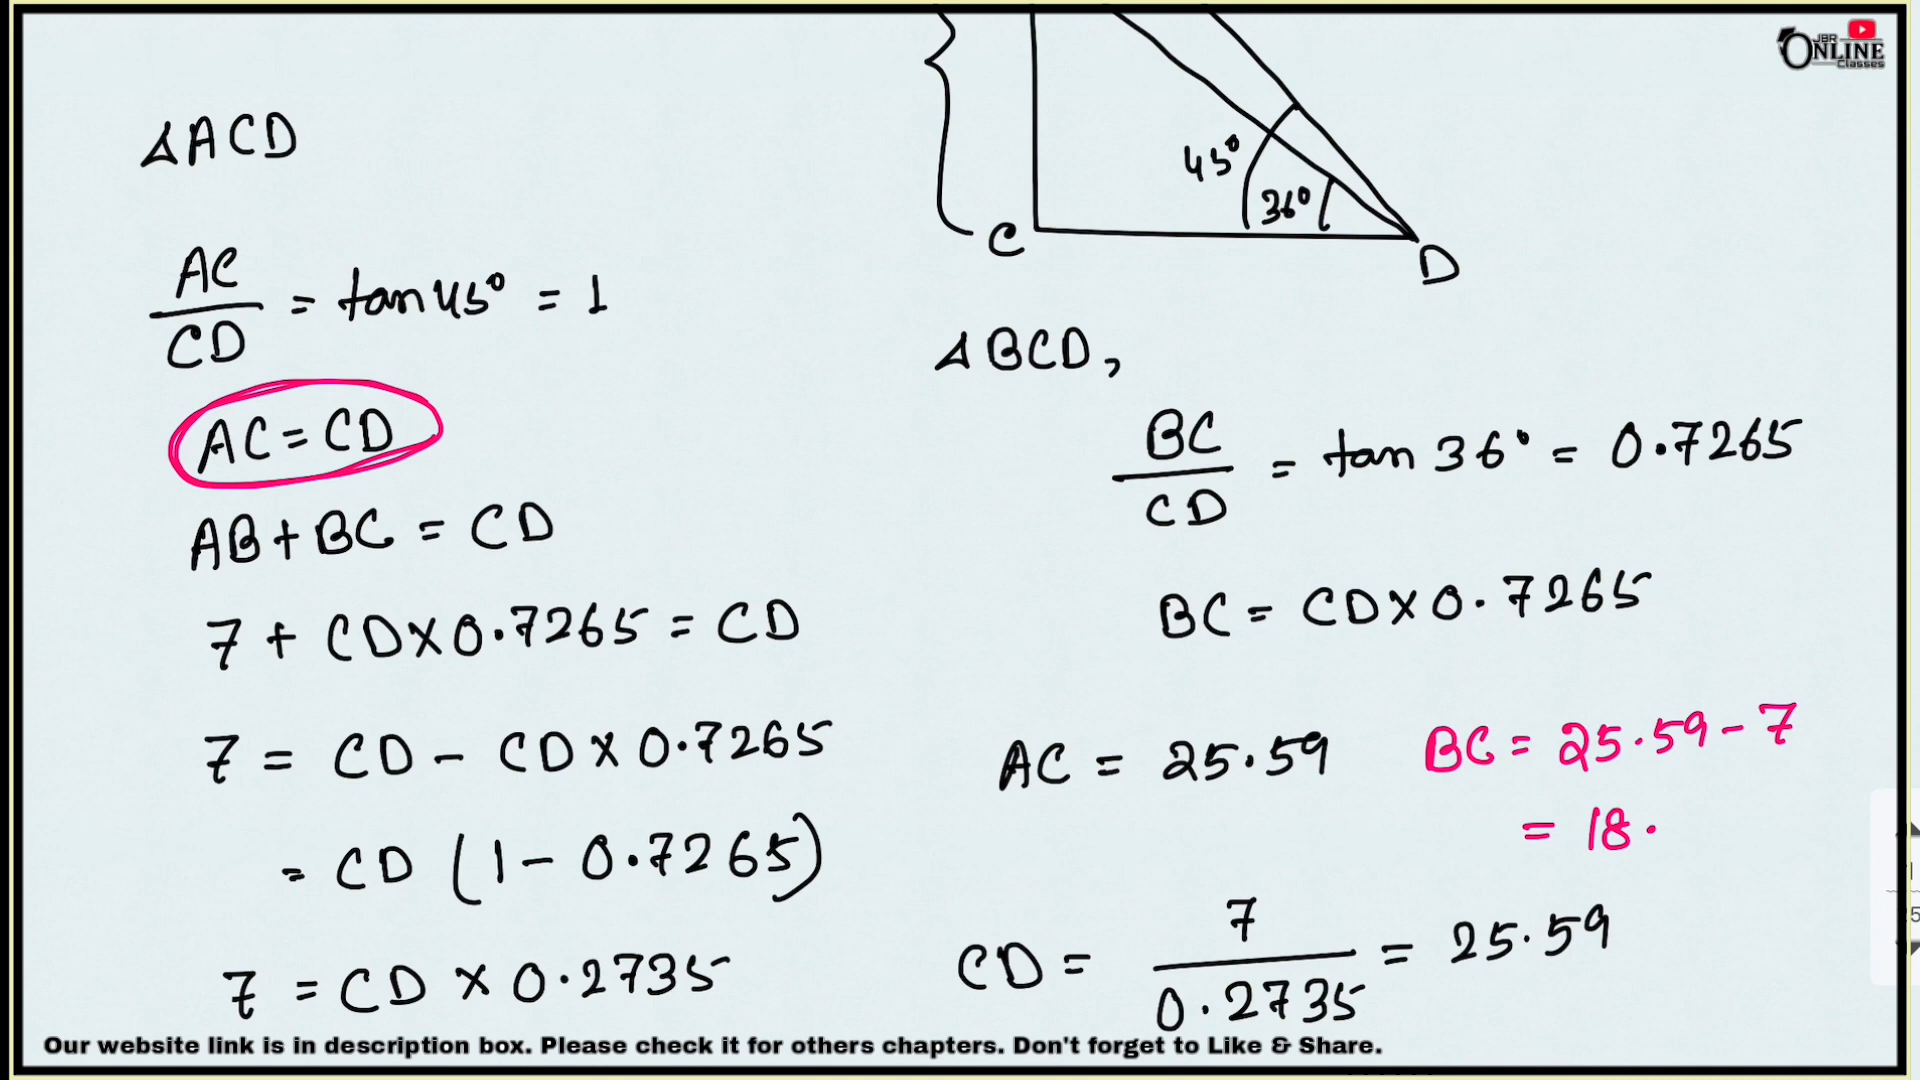 JBR
ONLINE
Classes
45°
36°
C
D
ΔACD
AC/CD = tan 45° = 1
AC = CD
AB + BC = CD
7 + CD X 0.7265 = CD
7 = CD - CD X 0.7265
= CD (1 - 0.7265)
7 = CD X 0.2735
ΔBCD,
BC/CD = tan 36° = 0.7265
BC = CD X 0.7265
AC = 25.59
BC = 25.59 - 7
= 18.
CD = 7/0.2735 = 25.59
Our website link is in description box. Please check it for others chapters. Don't forget to Like & Share.